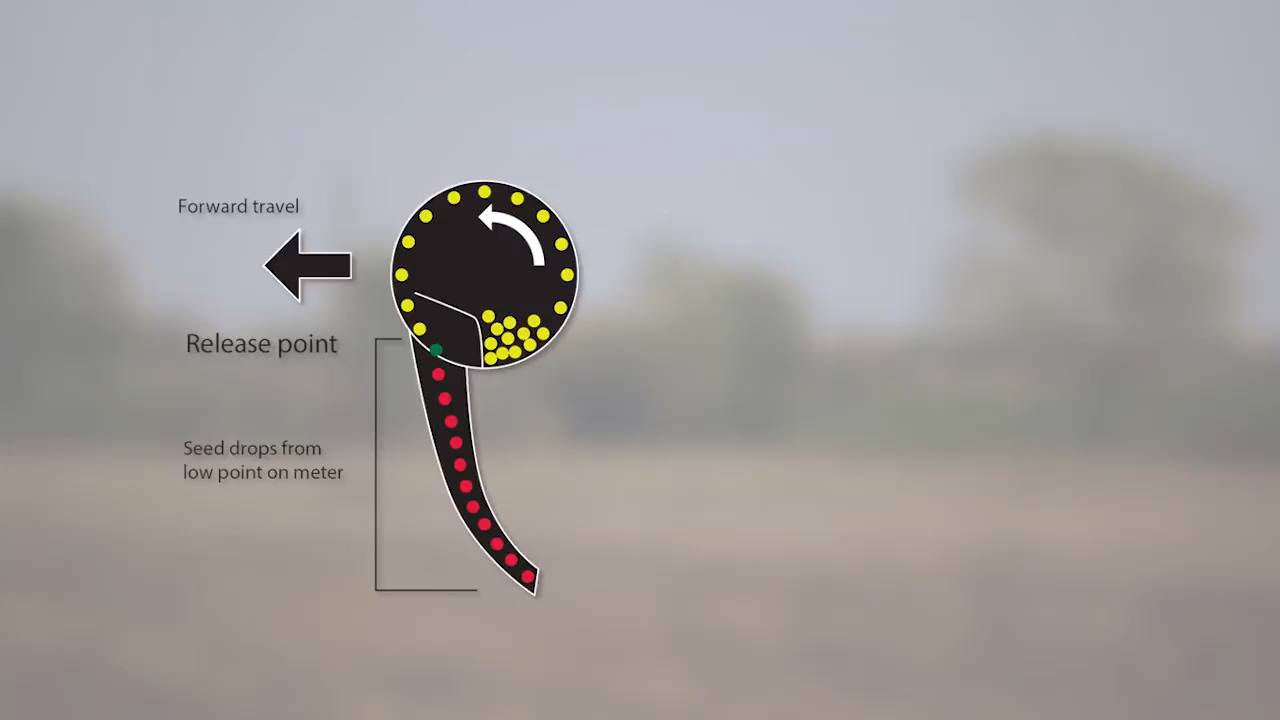 Forward travel
Release point
Seed drops from
low point on meter